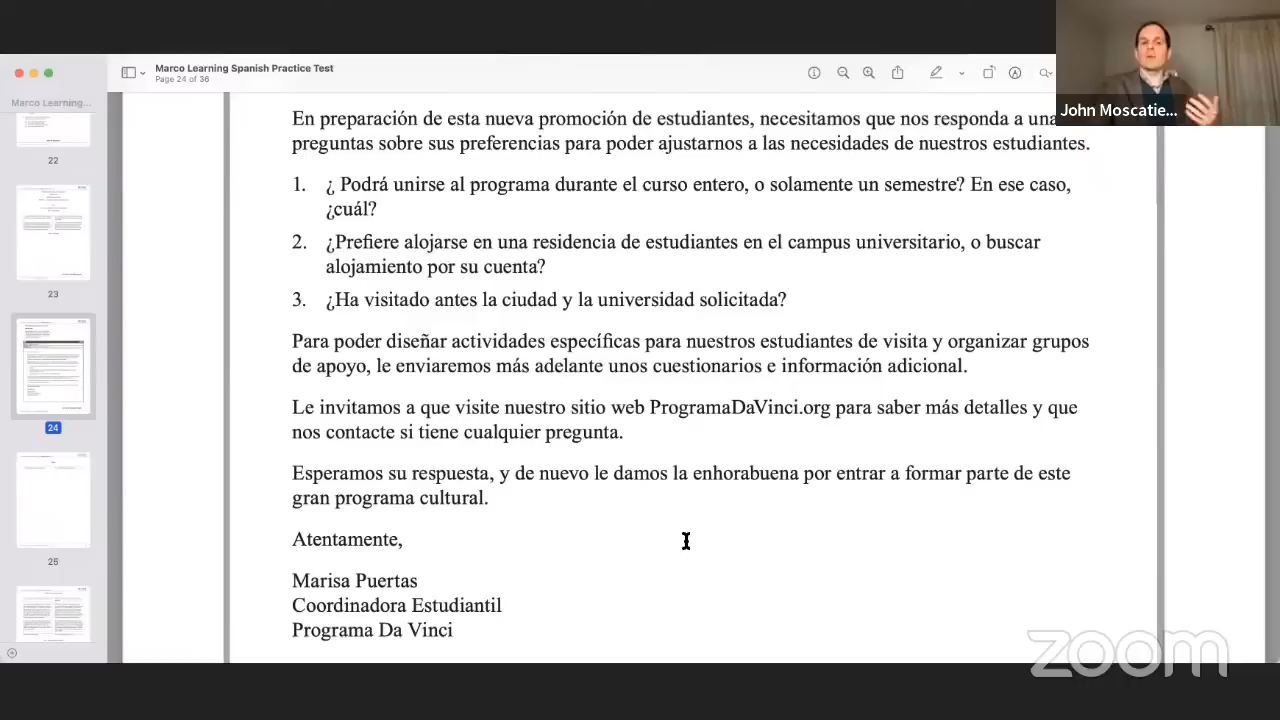 Marco Learning Spanish Practice Test
Page 24 of 36
Marco Learning...
22
23
24
25
John Moscatie...
En preparación de esta nueva promoción de estudiantes, necesitamos que nos responda a una
preguntas sobre sus preferencias para poder ajustarnos a las necesidades de nuestros estudiantes.
1. ¿ Podrá unirse al programa durante el curso entero, o solamente un semestre? En ese caso,
¿cuál?
2. ¿Prefiere alojarse en una residencia de estudiantes en el campus universitario, o buscar
alojamiento por su cuenta?
3. ¿Ha visitado antes la ciudad y la universidad solicitada?
Para poder diseñar actividades específicas para nuestros estudiantes de visita y organizar grupos
de apoyo, le enviaremos más adelante unos cuestionarios e información adicional.
Le invitamos a que visite nuestro sitio web ProgramaDaVinci.org para saber más detalles y que
nos contacte si tiene cualquier pregunta.
Esperamos su respuesta, y de nuevo le damos la enhorabuena por entrar a formar parte de este
gran programa cultural.
Atentamente,
Marisa Puertas
Coordinadora Estudiantil
Programa Da Vinci
zoom